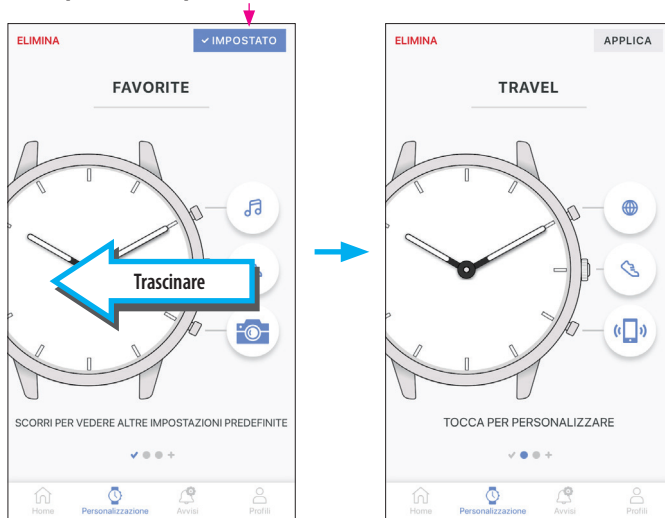 ELIMINA
✓ IMPOSTATO
FAVORITE
Trascinare
SCORRI PER VEDERE ALTRE IMPOSTAZIONI PREDEFINITE
Home Personalizzazione Avvisi Profili
ELIMINA
APPLICA
TRAVEL
TOCCA PER PERSONALIZZARE
Home Personalizzazione Avvisi Profili